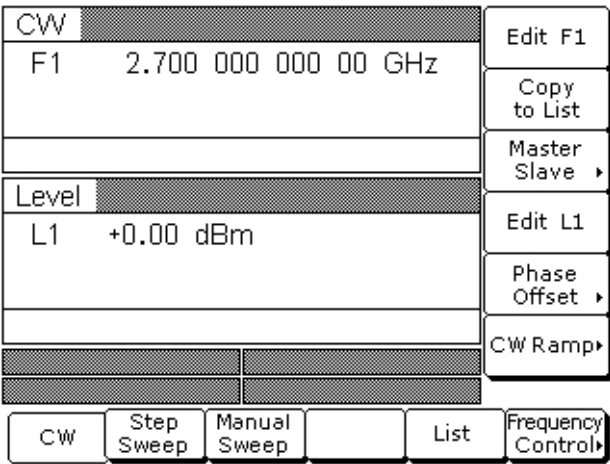 CW
F1 2.700 000 000 00 GHz
Level
L1 +0.00 dBm
Edit F1
Copy
to List
Master
Slave
Edit L1
Phase
Offset
CW Ramp
CW
Step
Sweep
Manual
Sweep
List
Frequency
Control